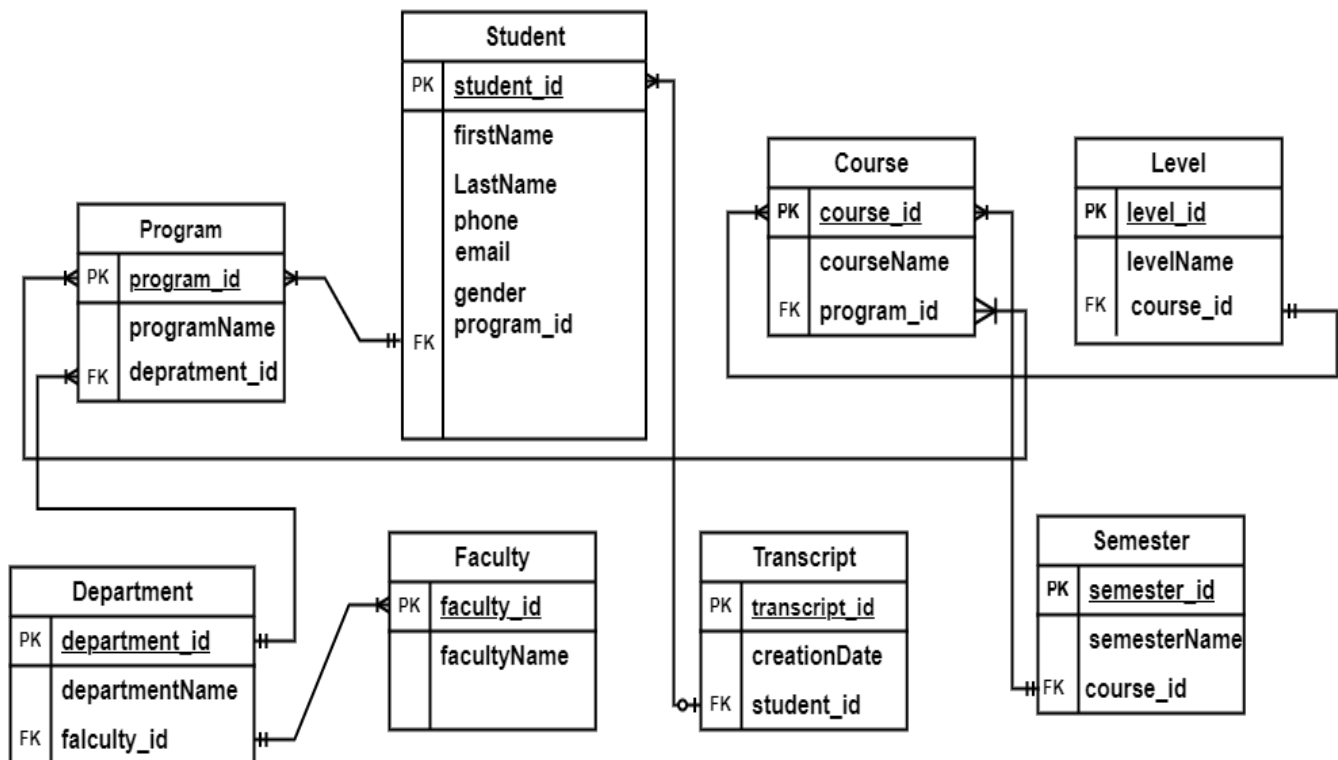 Student
PK student_id
firstName
LastName
phone
email
gender
program_id
FK
Course
PK course_id
courseName
FK program_id
Level
PK level_id
levelName
FK course_id
Program
PK program_id
programName
FK depratment_id
Department
PK department_id
departmentName
FK falculty_id
Faculty
PK faculty_id
facultyName
Transcript
PK transcript_id
creationDate
FK student_id
Semester
PK semester_id
semesterName
FK course_id